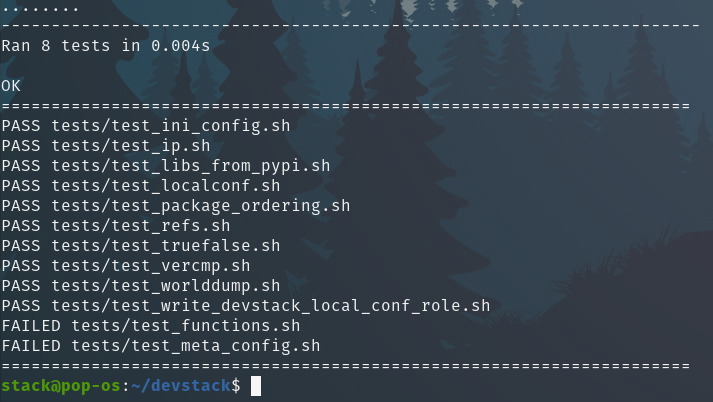 ........
----------------------------------------------------------------------
Ran 8 tests in 0.004s
OK
=====================================================================
PASS tests/test_ini_config.sh
PASS tests/test_ip.sh
PASS tests/test_libs_from_pypi.sh
PASS tests/test_localconf.sh
PASS tests/test_package_ordering.sh
PASS tests/test_refs.sh
PASS tests/test_truefalse.sh
PASS tests/test_vercmp.sh
PASS tests/test_worlddump.sh
PASS tests/test_write_devstack_local_conf_role.sh
FAILED tests/test_functions.sh
FAILED tests/test_meta_config.sh
=====================================================================
stack@pop-os:~/devstack$